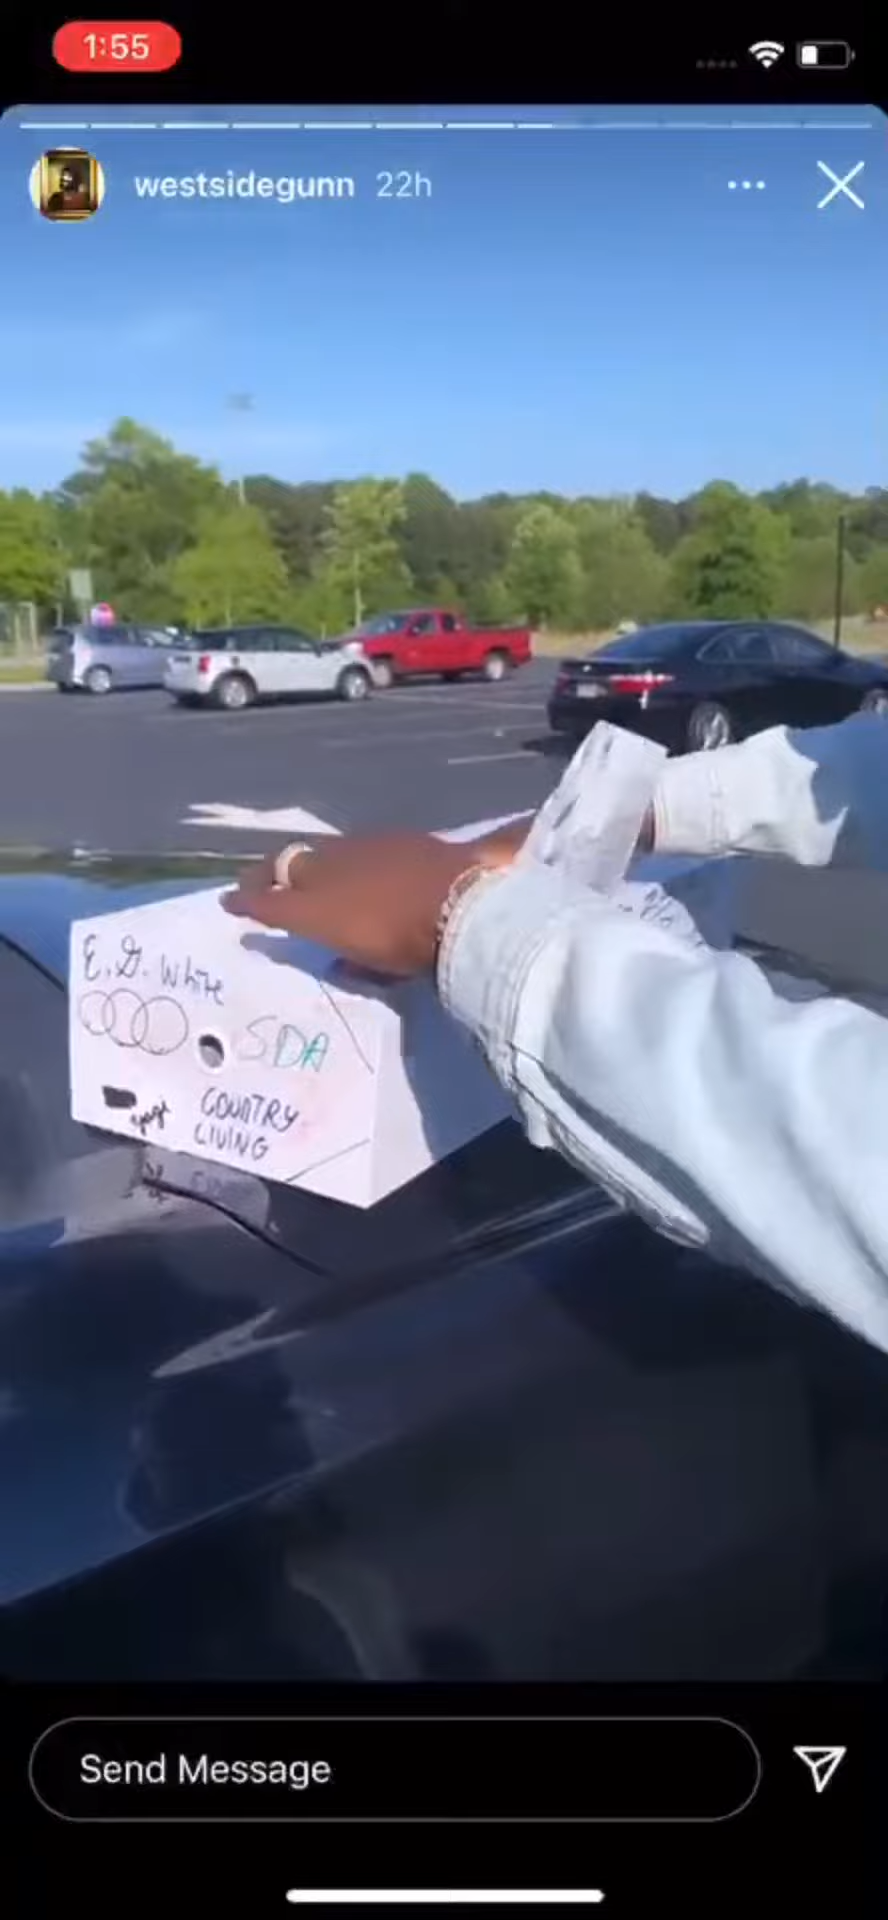 1:55
westsidegunn 22h
E. G. White
SDA
COUNTRY
LIVING
Send Message